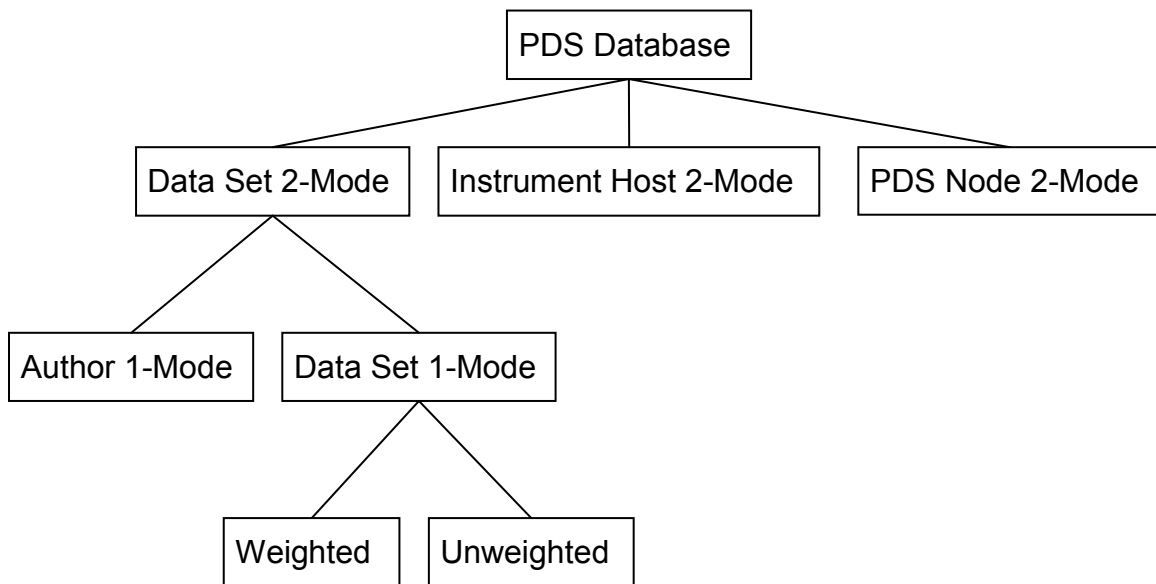 PDS Database
Data Set 2-Mode
Instrument Host 2-Mode
PDS Node 2-Mode
Author 1-Mode
Data Set 1-Mode
Weighted
Unweighted